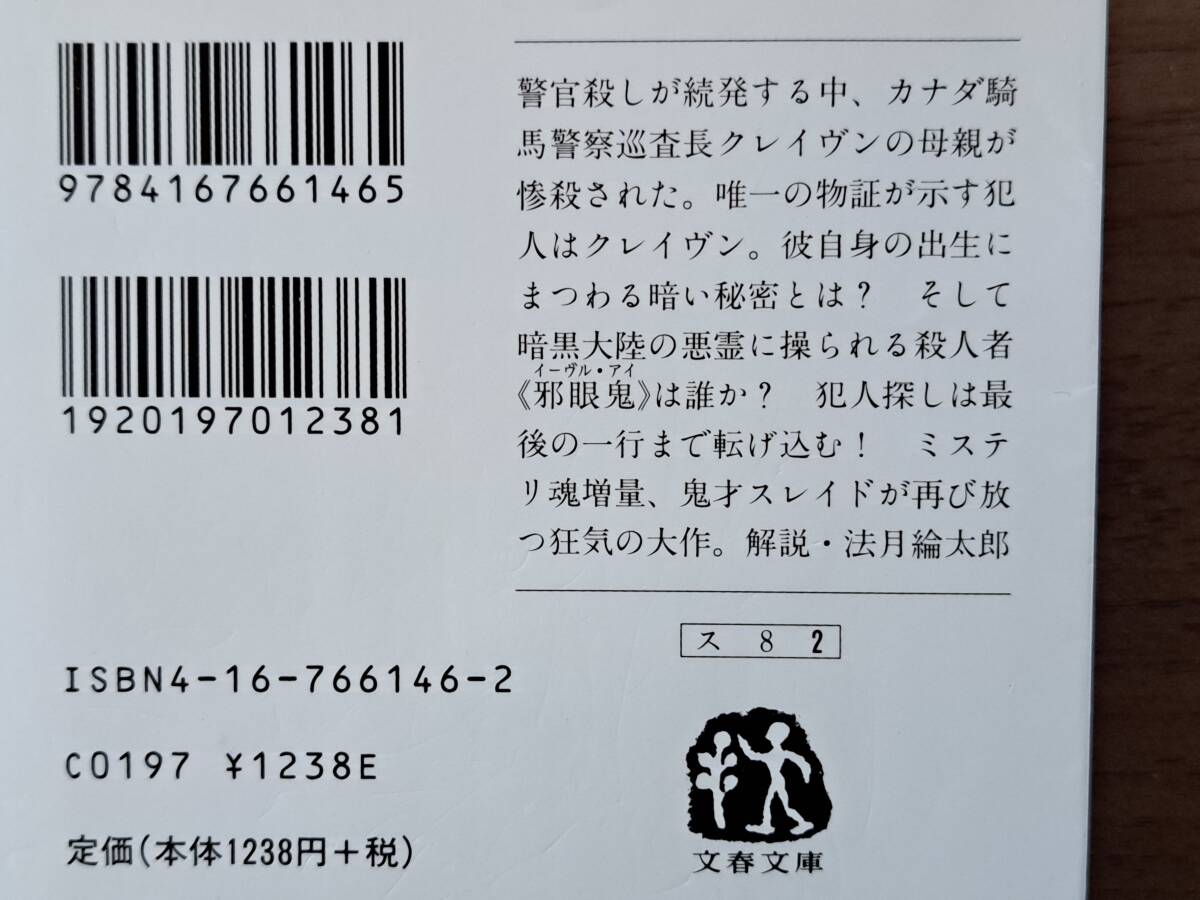 9784167661465
1920197012381
ISBN4-16-766146-2
C0197 ¥1238E
定価(本体1238円+税)
警官殺しが続発する中、カナダ騎
馬警察巡査長クレイヴンの母親が
惨殺された。唯一の物証が示す犯
人はクレイヴン。彼自身の出生に
まつわる暗い秘密とは? そして
暗黒大陸の悪霊に操られる殺人者
イーヴル・アイ
《邪眼鬼》は誰か? 犯人探しは最
後の一行まで転げ込む! ミステ
リ魂増量、鬼才スレイドが再び放
つ狂気の大作。解説・法月綸太郎
ス 8 2
文春文庫